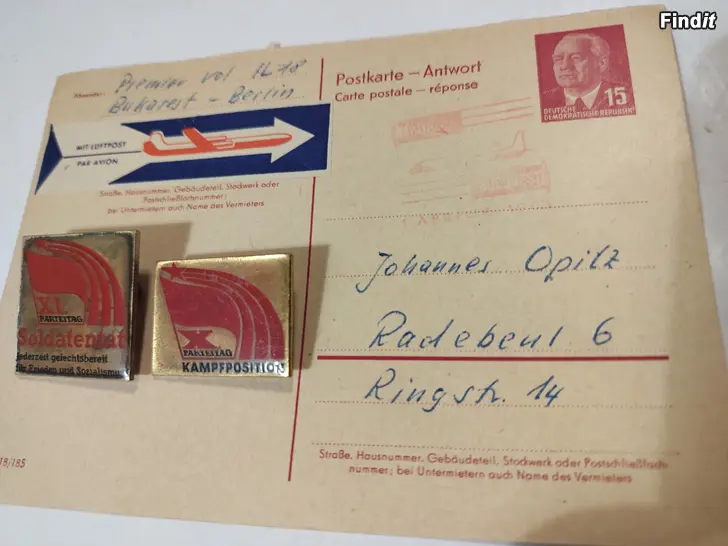 Findit
Absender:
Premier vol IL 18
Bukarest – Berlin
MIT LUFTPOST
PAR AVION
Straße, Hausnummer, Gebäudeteil, Stockwerk oder
Postschließfachnummer;
bei Untermietern auch Name des Vermieters
Postkarte – Antwort
Carte postale – réponse
15
DEUTSCHE
DEMOKRATISCHE REPUBLIK
Johannes Opitz
Radebeul 6
Ringstr. 14
Straße, Hausnummer, Gebäudeteil, Stockwerk oder Postschließfach-
nummer; bei Untermietern auch Name des Vermieters
XI.
PARTEITAG
Soldatentat
jederzeit gefechtsbereit
für Frieden und Sozialismus
X.
PARTEITAG
KAMPFPOSITION
18/185